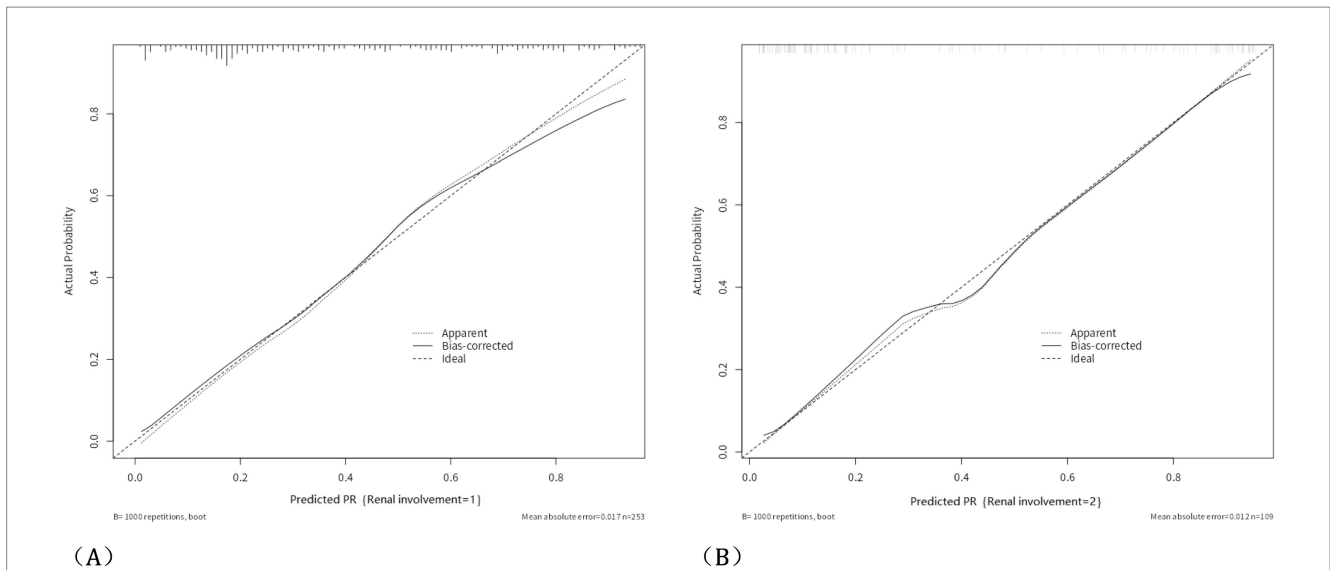 Actual Probability
0.0
0.2
0.4
0.6
0.8
Apparent
Bias-corrected
Ideal
0.0 0.2 0.4 0.6 0.8
Predicted PR {Renal involvement=1}
B= 1000 repetitions, boot
Mean absolute error=0.017 n=253
(A)
Actual Probability
0.0
0.2
0.4
0.6
0.8
Apparent
Bias-corrected
Ideal
0.0 0.2 0.4 0.6 0.8
Predicted PR {Renal involvement=2}
B= 1000 repetitions, boot
Mean absolute error=0.012 n=109
(B)